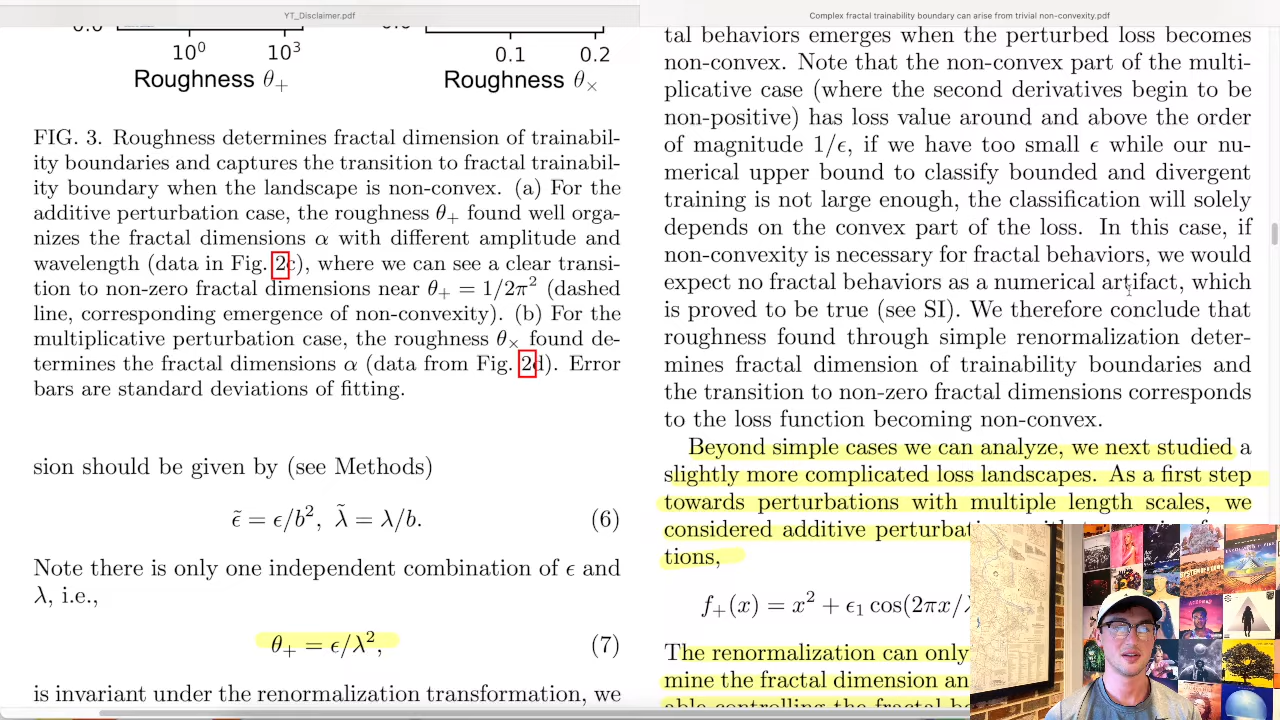 YT_Disclaimer.pdf
Complex fractal trainability boundary can arise from trivial non-convexity.pdf
10⁰ 10³
0.1 0.2
Roughness θ₊
Roughness θ×
FIG. 3. Roughness determines fractal dimension of trainabil-
ity boundaries and captures the transition to fractal trainabil-
ity boundary when the landscape is non-convex. (a) For the
additive perturbation case, the roughness θ₊ found well orga-
nizes the fractal dimensions α with different amplitude and
wavelength (data in Fig. 2c), where we can see a clear transi-
tion to non-zero fractal dimensions near θ₊ = 1/2π² (dashed
line, corresponding emergence of non-convexity). (b) For the
multiplicative perturbation case, the roughness θ× found de-
termines the fractal dimensions α (data from Fig. 2d). Error
bars are standard deviations of fitting.
sion should be given by (see Methods)
ϵ̃ = ϵ/b², λ̃ = λ/b. (6)
Note there is only one independent combination of ϵ and
λ, i.e.,
θ₊ = ϵ/λ², (7)
is invariant under the renormalization transformation, we
tal behaviors emerges when the perturbed loss becomes
non-convex. Note that the non-convex part of the multi-
plicative case (where the second derivatives begin to be
non-positive) has loss value around and above the order
of magnitude 1/ϵ, if we have too small ϵ while our nu-
merical upper bound to classify bounded and divergent
training is not large enough, the classification will solely
depends on the convex part of the loss. In this case, if
non-convexity is necessary for fractal behaviors, we would
expect no fractal behaviors as a numerical artifact, which
is proved to be true (see SI). We therefore conclude that
roughness found through simple renormalization deter-
mines fractal dimension of trainability boundaries and
the transition to non-zero fractal dimensions corresponds
to the loss function becoming non-convex.
Beyond simple cases we can analyze, we next studied a
slightly more complicated loss landscapes. As a first step
towards perturbations with multiple length scales, we
considered additive
tions,
f₊(x) = x² + ϵ₁ cos(2πx/
The renormalization can only
mine the fractal dimension an
able controlling the fractal